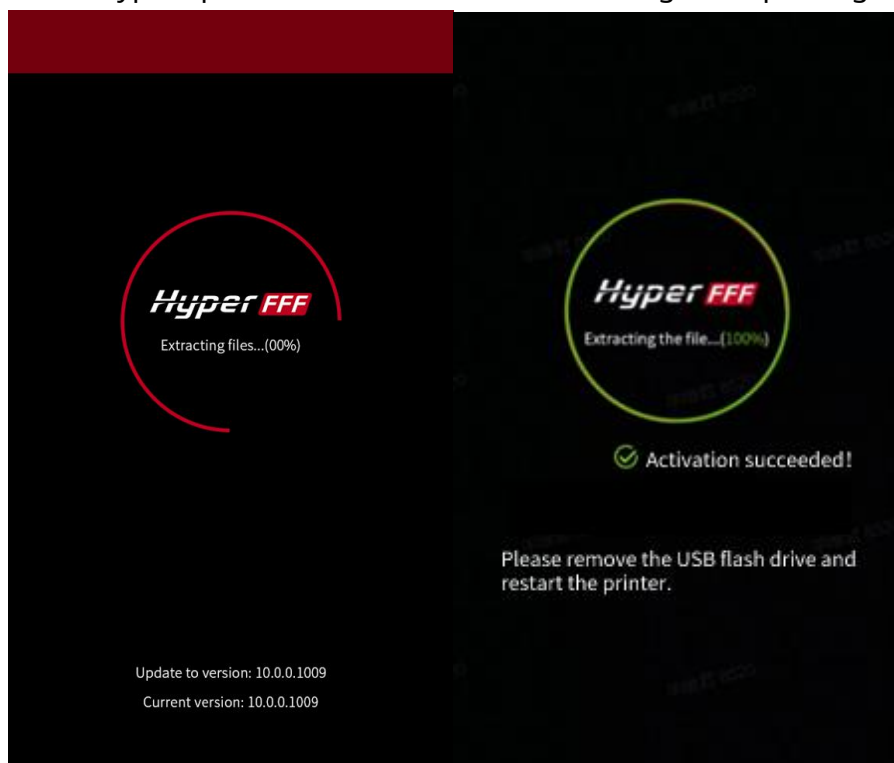 Hyper FFF
Extracting files...(00%)
Update to version: 10.0.0.1009
Current version: 10.0.0.1009
Hyper FFF
Extracting the file...(100%)
Activation succeeded!
Please remove the USB flash drive and
restart the printer.